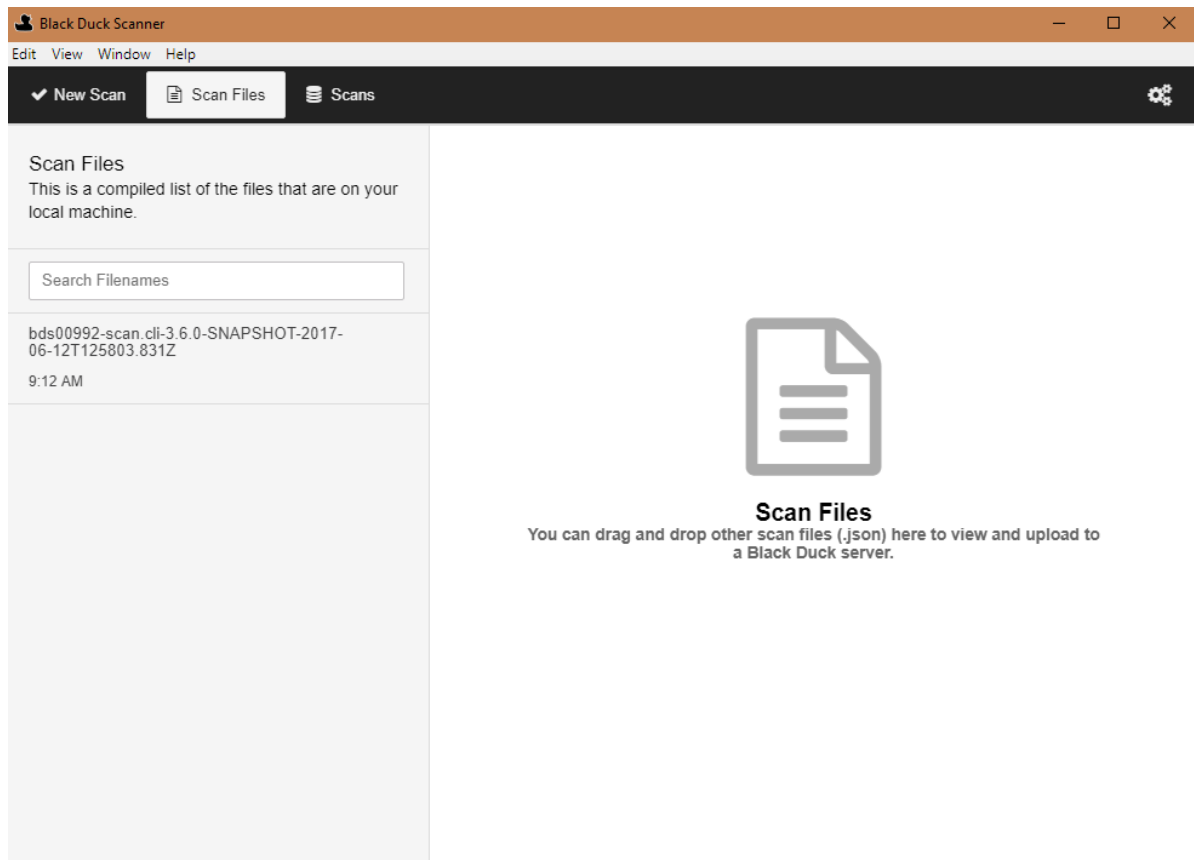 Black Duck Scanner
Edit View Window Help
New Scan Scan Files Scans
Scan Files
This is a compiled list of the files that are on your
local machine.
Search Filenames
bds00992-scan.cli-3.6.0-SNAPSHOT-2017-
06-12T125803.831Z
9:12 AM
Scan Files
You can drag and drop other scan files (.json) here to view and upload to
a Black Duck server.